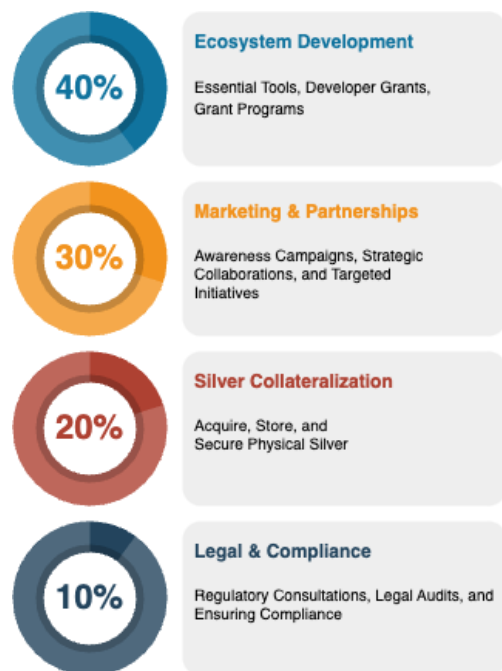 40%
Ecosystem Development
Essential Tools, Developer Grants,
Grant Programs
30%
Marketing & Partnerships
Awareness Campaigns, Strategic
Collaborations, and Targeted
Initiatives
20%
Silver Collateralization
Acquire, Store, and
Secure Physical Silver
10%
Legal & Compliance
Regulatory Consultations, Legal Audits, and
Ensuring Compliance